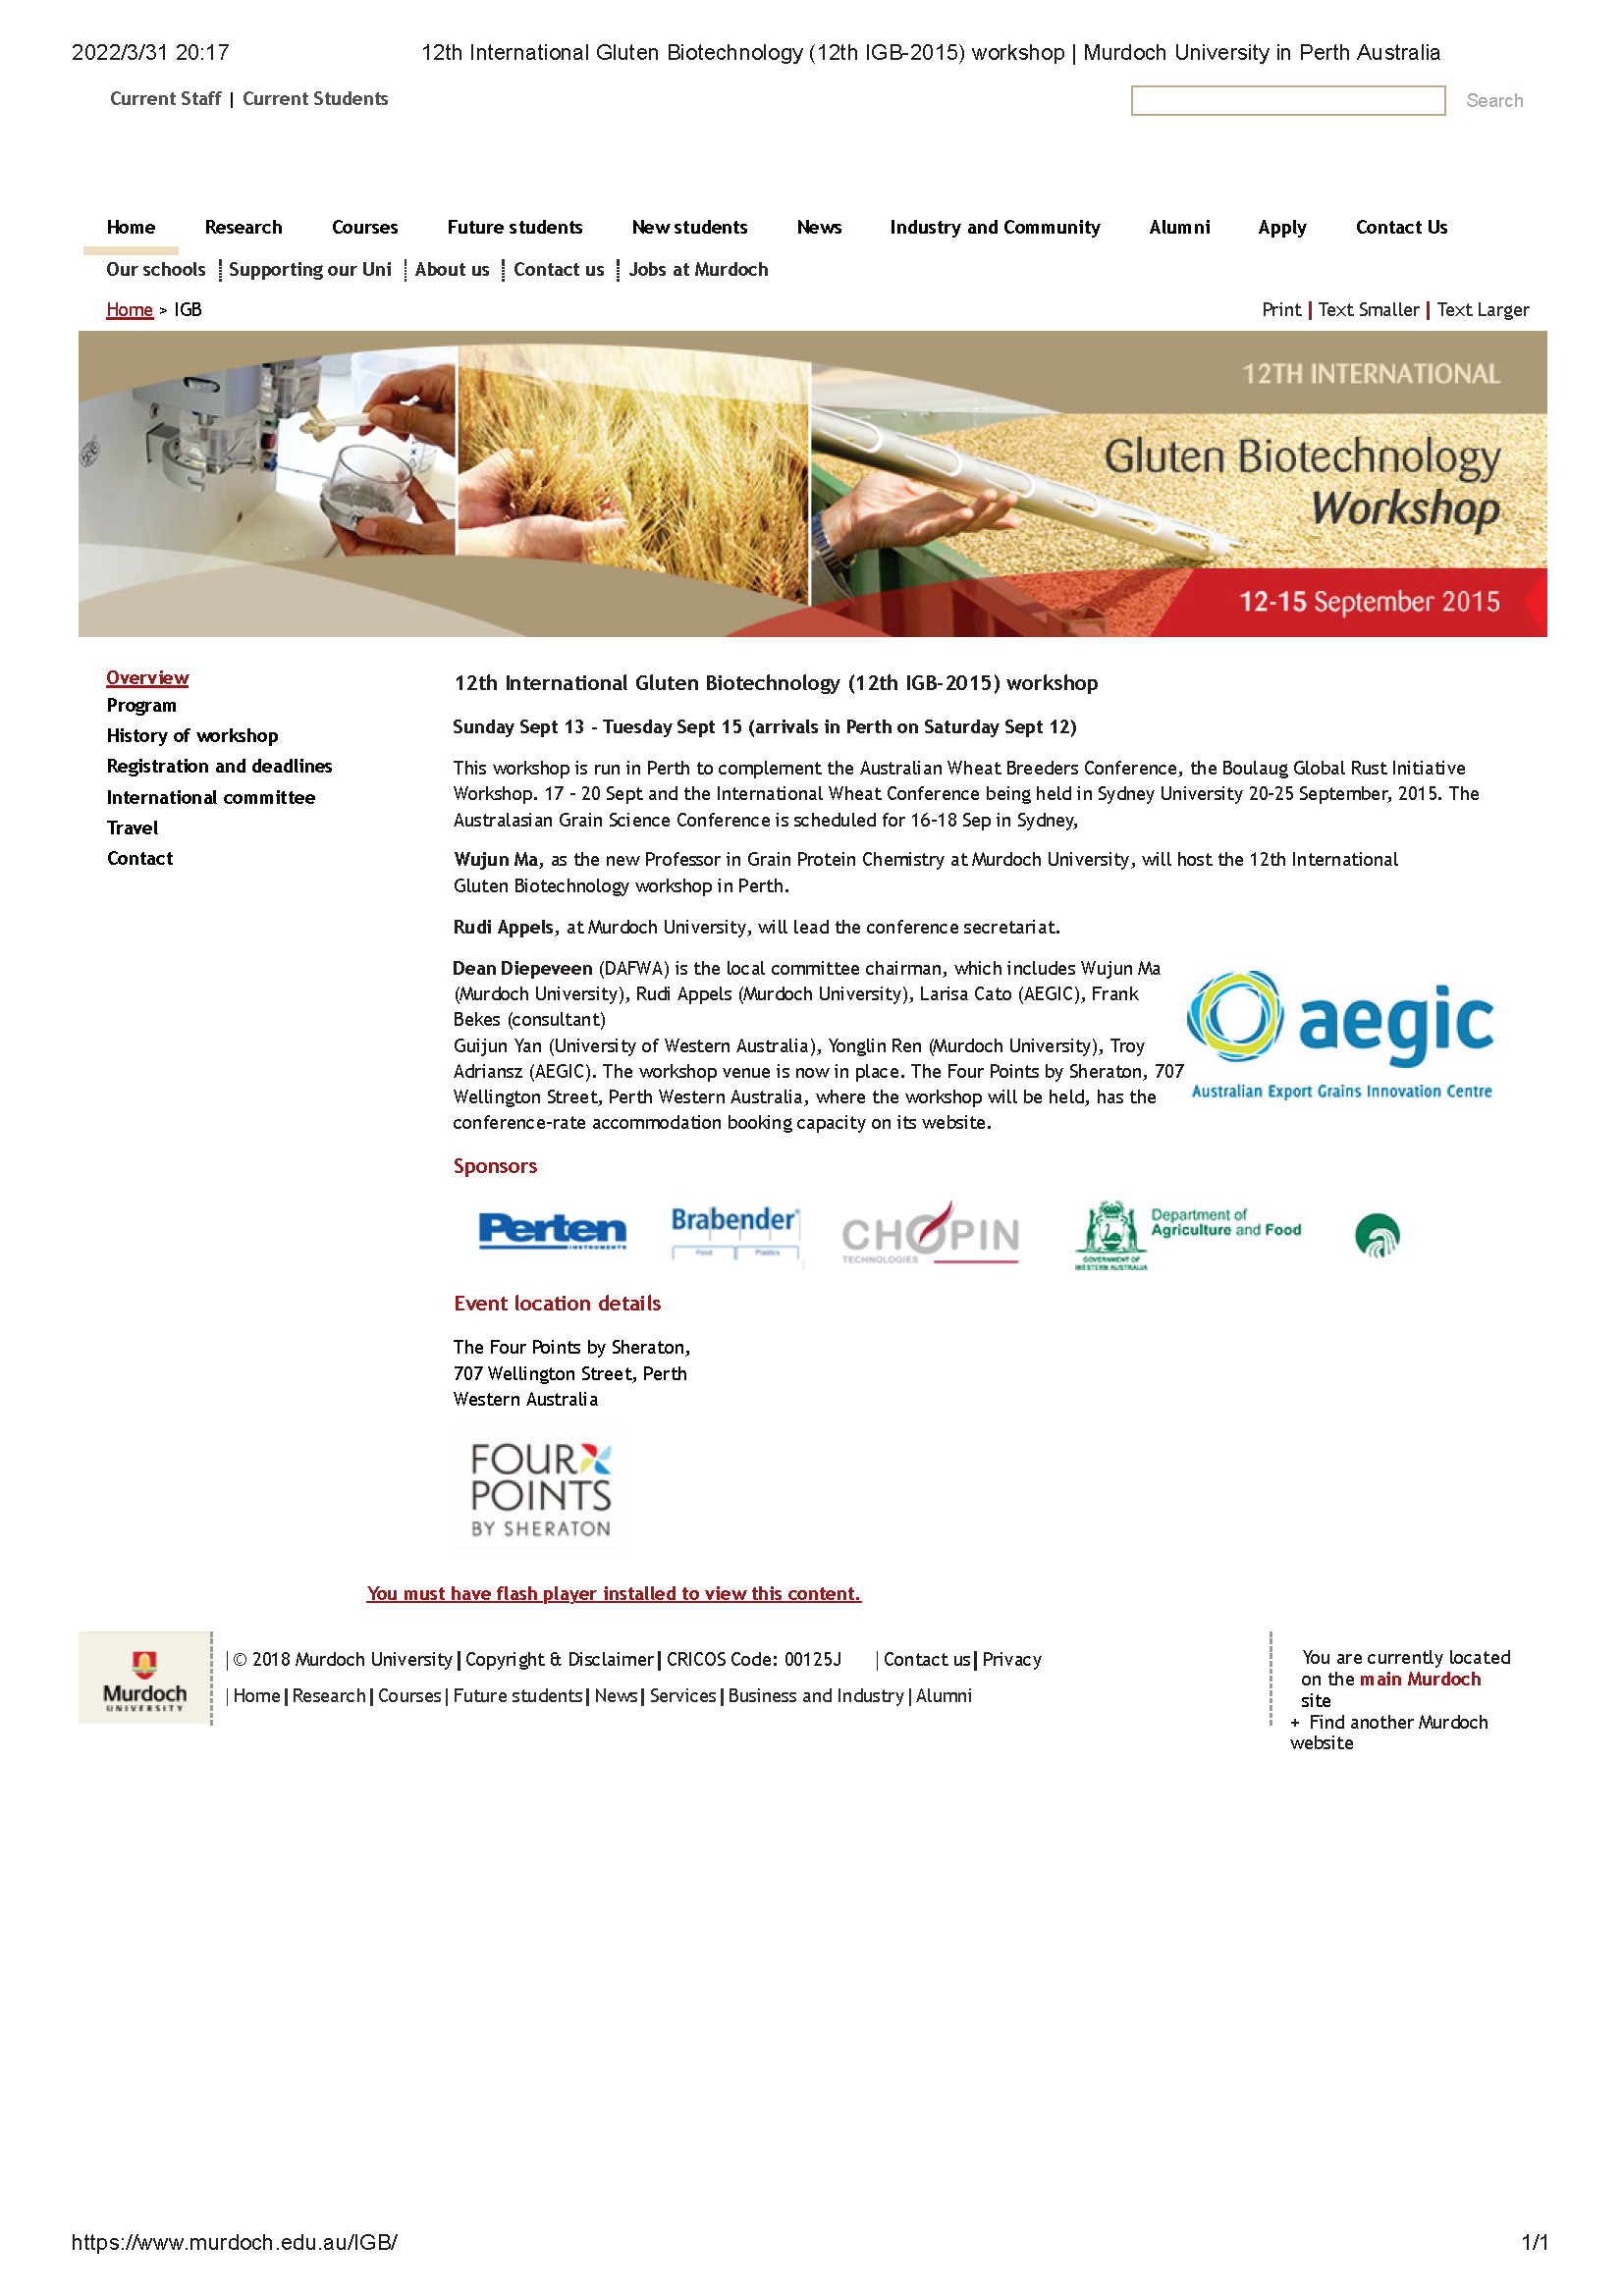 2022/3/31 20:17
12th International Gluten Biotechnology (12th IGB-2015) workshop | Murdoch University in Perth Australia
Current Staff | Current Students
Search
Home Research Courses Future students New students News Industry and Community Alumni Apply Contact Us
Our schools Supporting our Uni About us Contact us Jobs at Murdoch
Home > IGB
Print | Text Smaller | Text Larger
12TH INTERNATIONAL
Gluten Biotechnology
Workshop
12-15 September 2015
Overview
Program
History of workshop
Registration and deadlines
International committee
Travel
Contact
12th International Gluten Biotechnology (12th IGB-2015) workshop
Sunday Sept 13 - Tuesday Sept 15 (arrivals in Perth on Saturday Sept 12)
This workshop is run in Perth to complement the Australian Wheat Breeders Conference, the Boulaug Global Rust Initiative
Workshop. 17 - 20 Sept and the International Wheat Conference being held in Sydney University 20-25 September, 2015. The
Australasian Grain Science Conference is scheduled for 16-18 Sep in Sydney,
Wujun Ma, as the new Professor in Grain Protein Chemistry at Murdoch University, will host the 12th International
Gluten Biotechnology workshop in Perth.
Rudi Appels, at Murdoch University, will lead the conference secretariat.
Dean Diepeveen (DAFWA) is the local committee chairman, which includes Wujun Ma
(Murdoch University), Rudi Appels (Murdoch University), Larisa Cato (AEGIC), Frank
Bekes (consultant)
Guijun Yan (University of Western Australia), Yonglin Ren (Murdoch University), Troy
Adriansz (AEGIC). The workshop venue is now in place. The Four Points by Sheraton, 707
Wellington Street, Perth Western Australia, where the workshop will be held, has the
conference-rate accommodation booking capacity on its website.
aegic
Australian Export Grains Innovation Centre
Sponsors
Perten
INSTRUMENTS
Brabender®
Food Plastics
CHOPIN
TECHNOLOGIES
GOVERNMENT OF
WESTERN AUSTRALIA
Department of
Agriculture and Food
Event location details
The Four Points by Sheraton,
707 Wellington Street, Perth
Western Australia
FOUR
POINTS
BY SHERATON
You must have flash player installed to view this content.
Murdoch
UNIVERSITY
| © 2018 Murdoch University | Copyright & Disclaimer | CRICOS Code: 00125J | Contact us | Privacy
| Home | Research | Courses | Future students | News | Services | Business and Industry | Alumni
You are currently located
on the main Murdoch
site
+ Find another Murdoch
website
https://www.murdoch.edu.au/IGB/
1/1